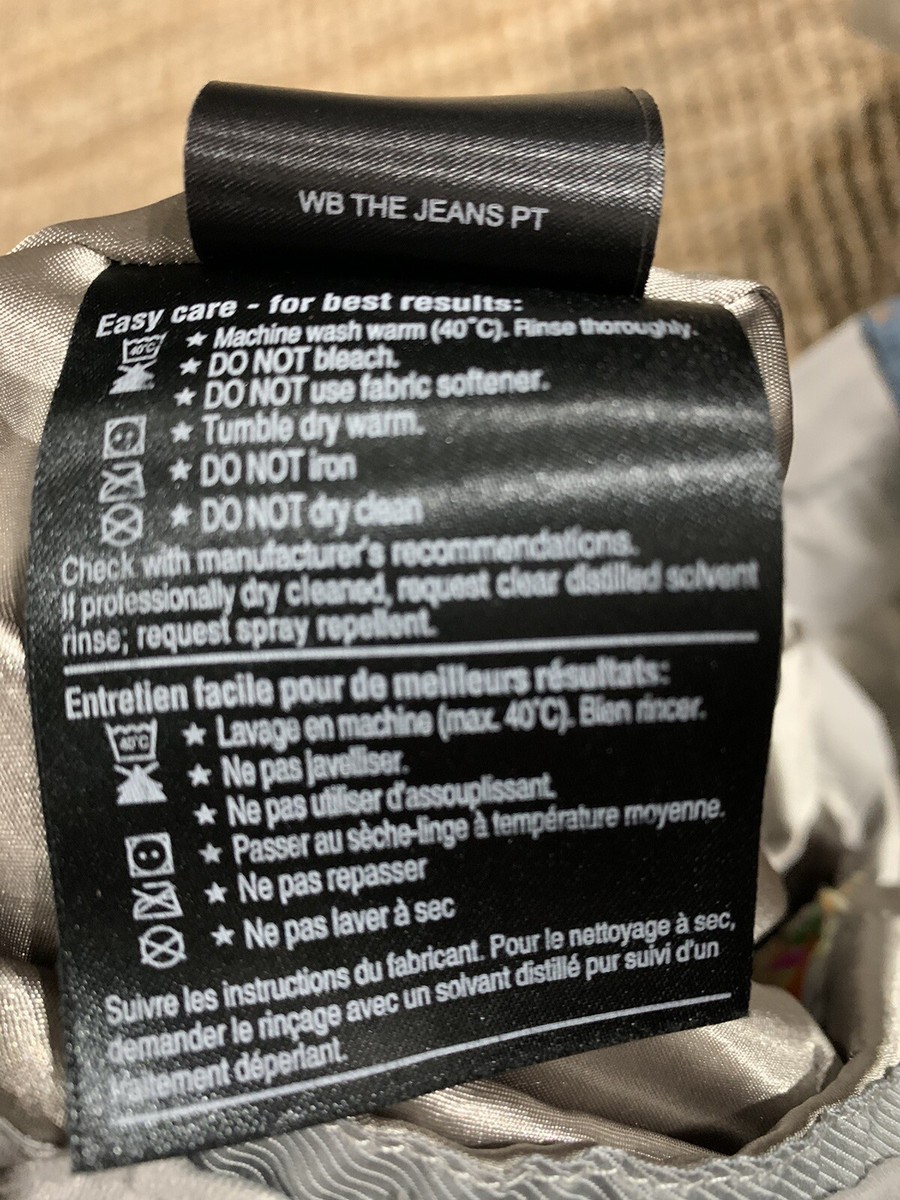 WB THE JEANS PT
Easy care - for best results:
40°C
★ Machine wash warm (40°C). Rinse thoroughly.
★ DO NOT bleach.
★ DO NOT use fabric softener.
★ Tumble dry warm.
★ DO NOT iron
★ DO NOT dry clean
Check with manufacturer's recommendations.
If professionally dry cleaned, request clear distilled solvent
rinse; request spray repellent.
Entretien facile pour de meilleurs résultats:
40°C
★ Lavage en machine (max. 40°C). Bien rincer.
★ Ne pas javelliser.
★ Ne pas utiliser d'assouplissant.
★ Passer au sèche-linge à température moyenne.
★ Ne pas repasser
★ Ne pas laver à sec
Suivre les instructions du fabricant. Pour le nettoyage à sec,
demander le rinçage avec un solvant distillé pur suivi d'un
traitement déperlant.